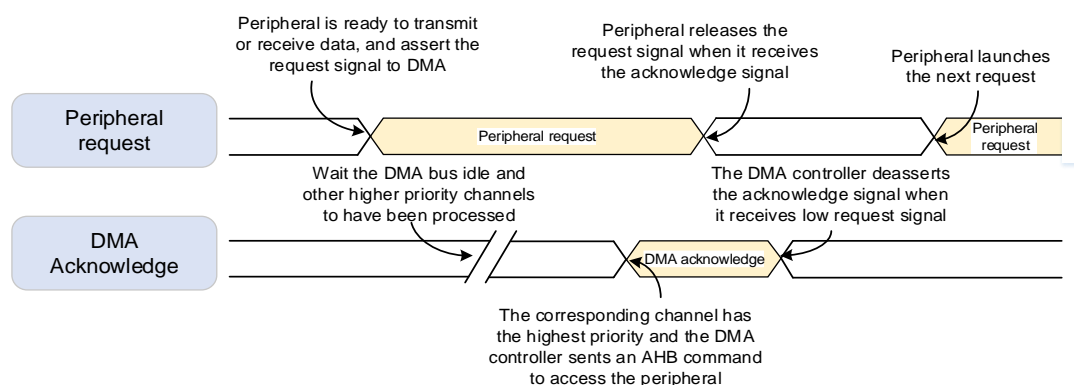 Peripheral is ready to transmit
or receive data, and assert the
request signal to DMA
Peripheral releases the
request signal when it receives
the acknowledge signal
Peripheral launches
the next request
Peripheral
request
Peripheral request
Peripheral
request
Wait the DMA bus idle and
other higher priority channels
to have been processed
The DMA controller deasserts
the acknowledge signal when
it receives low request signal
DMA
Acknowledge
DMA acknowledge
The corresponding channel has
the highest priority and the DMA
controller sents an AHB command
to access the peripheral